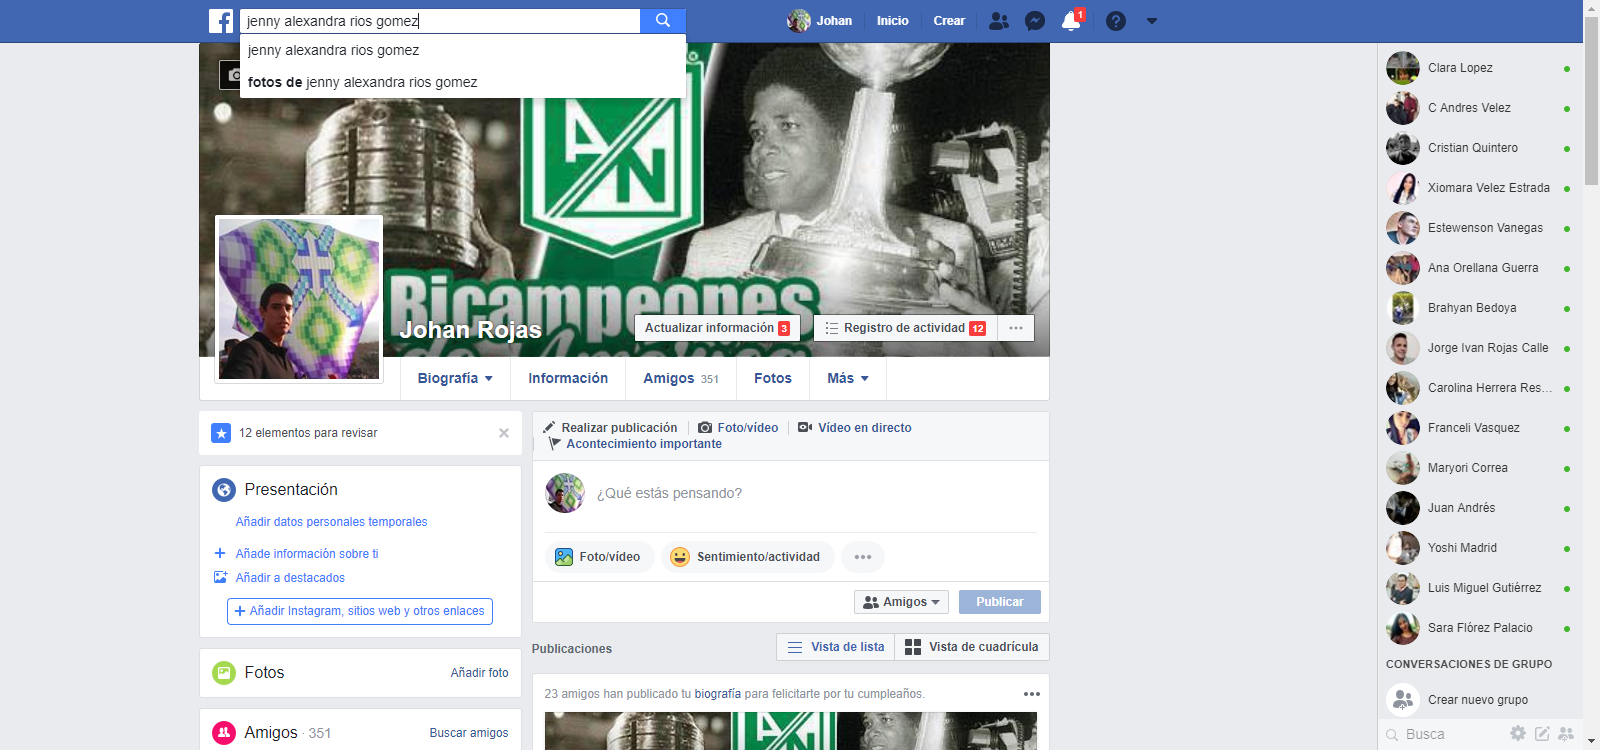 jenny alexandra rios gomez
Johan
Inicio
Crear
1
jenny alexandra rios gomez
fotos de jenny alexandra rios gomez
Bicampeones
de América
Johan Rojas
Actualizar información 3
Registro de actividad 12
Biografía
Información
Amigos 351
Fotos
Más
12 elementos para revisar
Presentación
Añadir datos personales temporales
Añade información sobre ti
Añadir a destacados
+ Añadir Instagram, sitios web y otros enlaces
Fotos
Añadir foto
Amigos · 351
Buscar amigos
Realizar publicación
Foto/vídeo
Vídeo en directo
Acontecimiento importante
¿Qué estás pensando?
Foto/vídeo
Sentimiento/actividad
Amigos
Publicar
Publicaciones
Vista de lista
Vista de cuadrícula
23 amigos han publicado tu biografía para felicitarte por tu cumpleaños.
Clara Lopez
C Andres Velez
Cristian Quintero
Xiomara Velez Estrada
Estewenson Vanegas
Ana Orellana Guerra
Brahyan Bedoya
Jorge Ivan Rojas Calle
Carolina Herrera Res...
Franceli Vasquez
Maryori Correa
Juan Andrés
Yoshi Madrid
Luis Miguel Gutiérrez
Sara Flórez Palacio
CONVERSACIONES DE GRUPO
Crear nuevo grupo
Busca